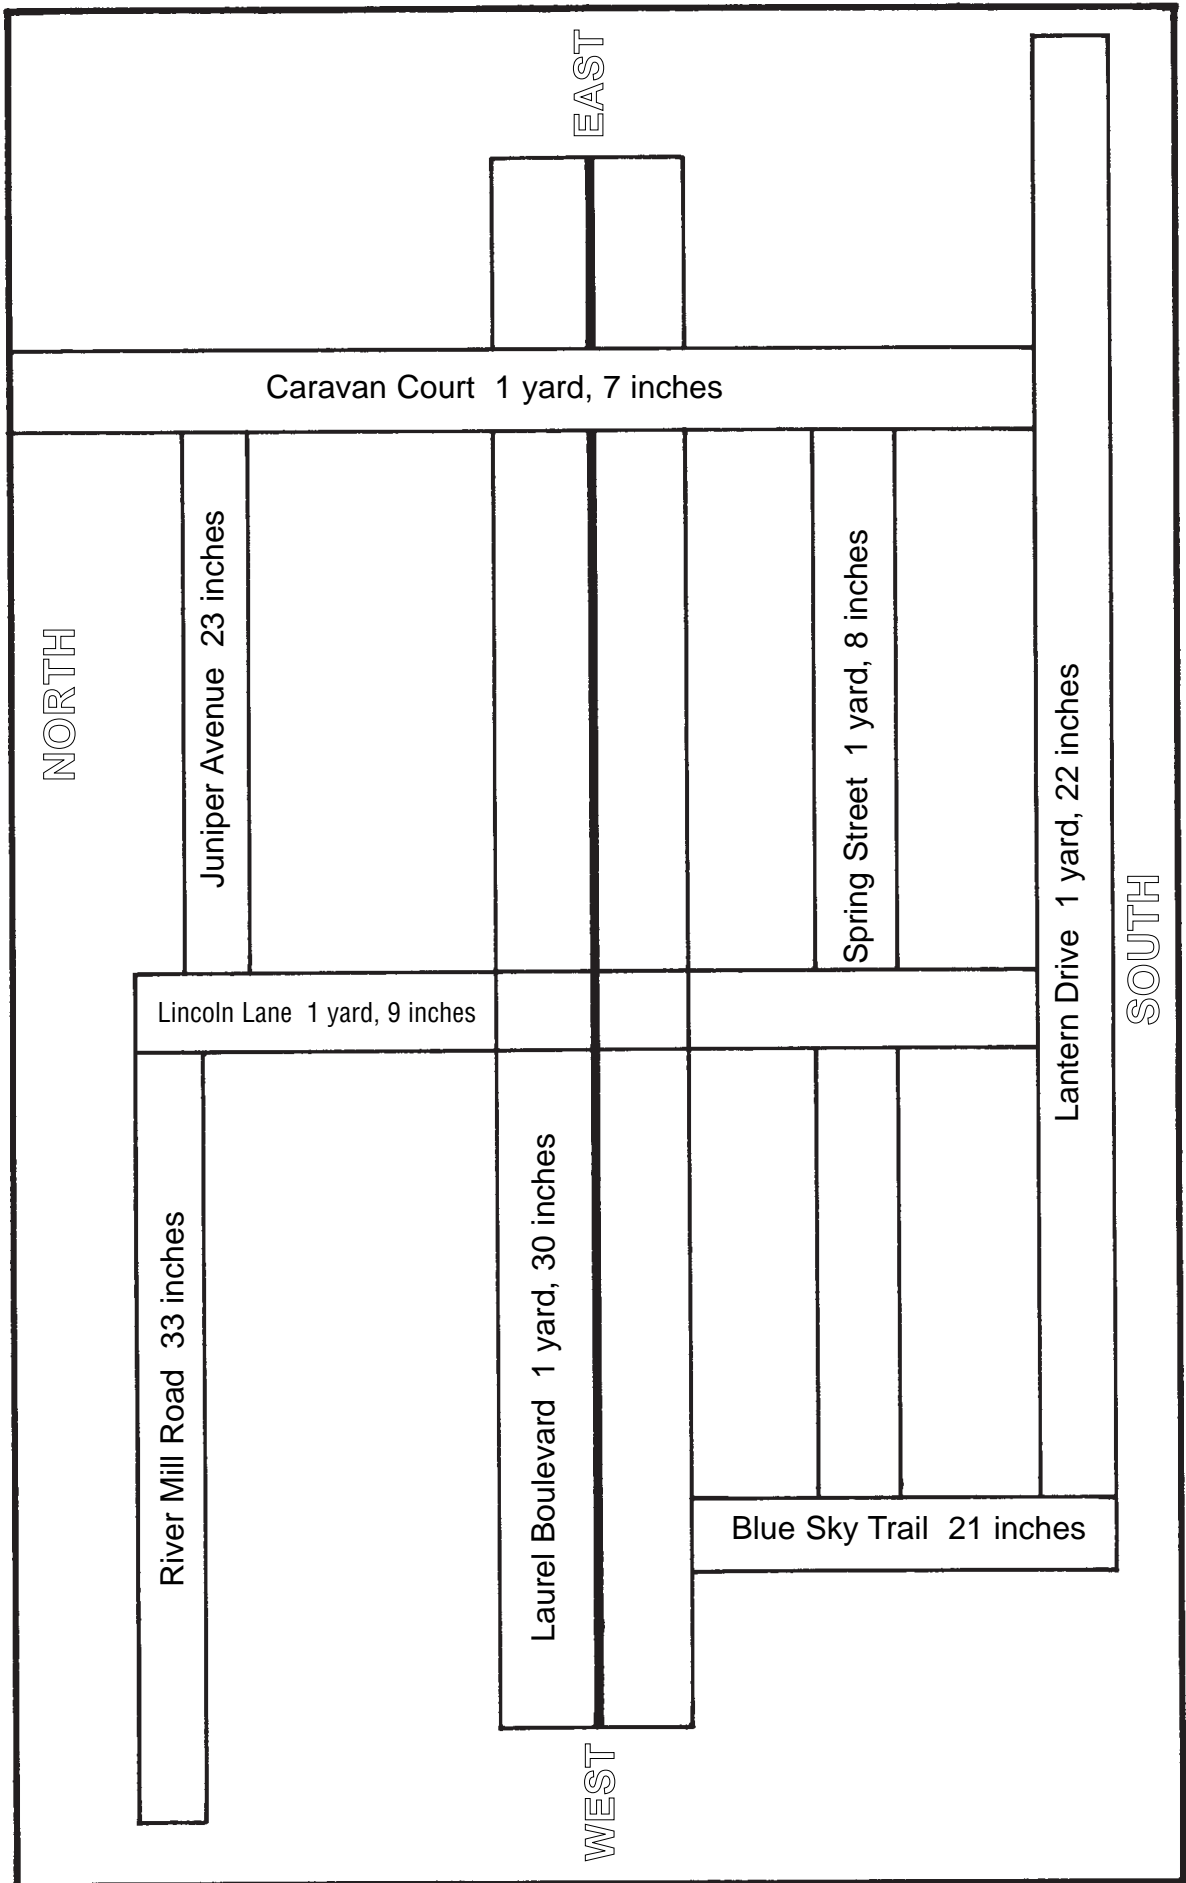 EAST
Caravan Court 1 yard, 7 inches
NORTH
Juniper Avenue 23 inches
Spring Street 1 yard, 8 inches
Lantern Drive 1 yard, 22 inches
SOUTH
Lincoln Lane 1 yard, 9 inches
River Mill Road 33 inches
Laurel Boulevard 1 yard, 30 inches
Blue Sky Trail 21 inches
WEST